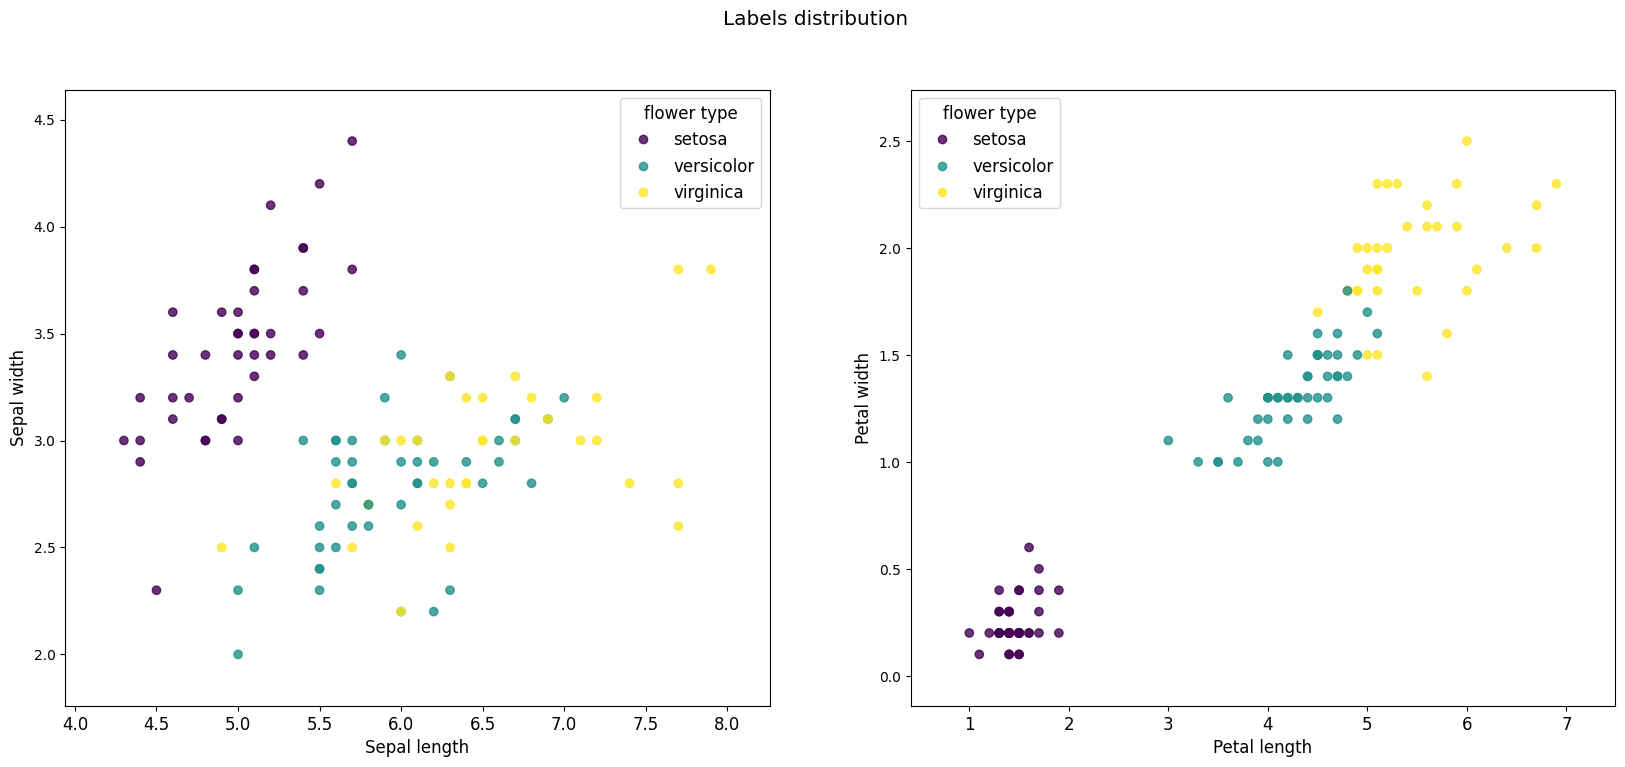 Labels distribution
flower type
setosa
versicolor
virginica
4.5
4.0
3.5
3.0
2.5
2.0
Sepal width
4.0 4.5 5.0 5.5 6.0 6.5 7.0 7.5 8.0
Sepal length
flower type
setosa
versicolor
virginica
2.5
2.0
1.5
1.0
0.5
0.0
Petal width
1 2 3 4 5 6 7
Petal length